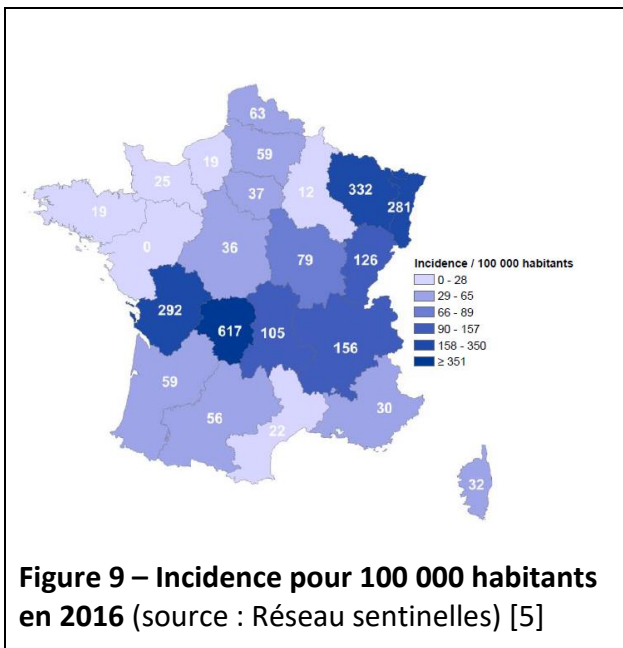 63
59
19
25
37
12
332
281
19
0
36
79
126
Incidence / 100 000 habitants
0 - 28
29 - 65
66 - 89
90 - 157
158 - 350
≥ 351
292
617
105
156
59
56
22
30
32
Figure 9 – Incidence pour 100 000 habitants
en 2016 (source : Réseau sentinelles) [5]